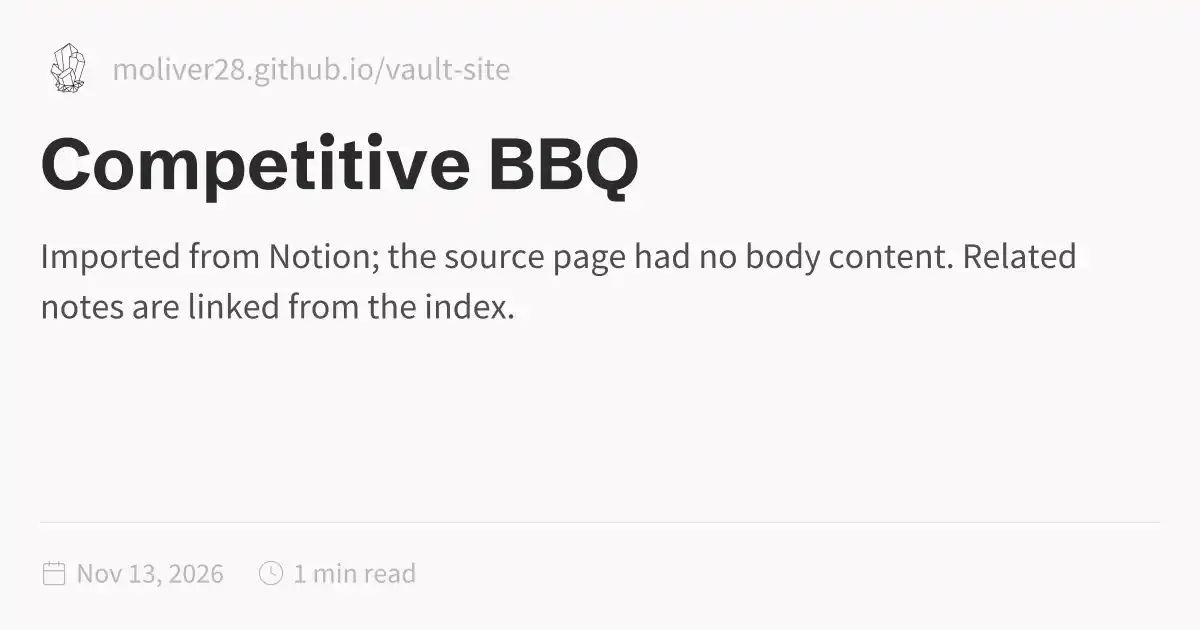 moliver28.github.io/vault-site
Competitive BBQ
Imported from Notion; the source page had no body content. Related
notes are linked from the index.
Nov 13, 2026
1 min read